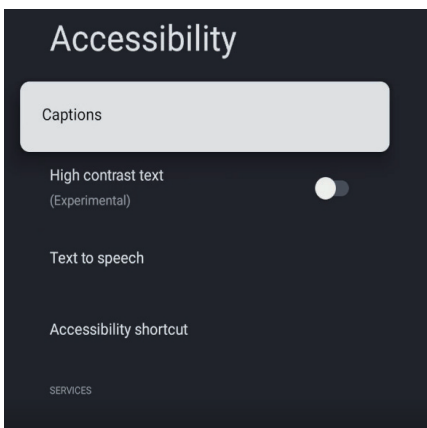 Accessibility
Captions
High contrast text
(Experimental)
Text to speech
Accessibility shortcut
SERVICES